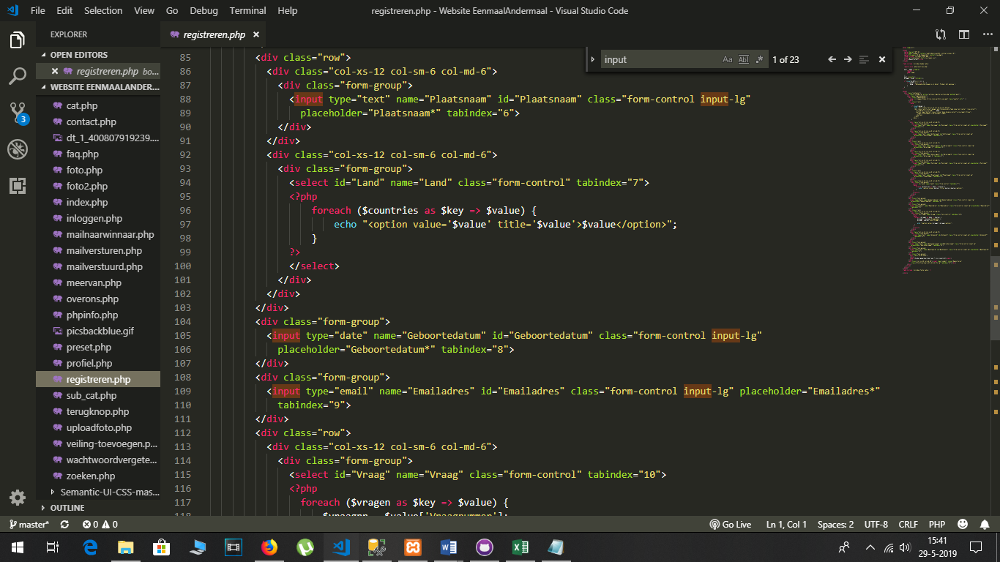 File Edit Selection View Go Debug Terminal Help
registreren.php - Website EenmaalAndermaal - Visual Studio Code
EXPLORER
OPEN EDITORS
registreren.php bo...
WEBSITE EENMAALANDER...
cat.php
contact.php
dt_1_400807919239....
faq.php
foto.php
foto2.php
index.php
inloggen.php
mailnaarwinnaar.php
mailversturen.php
mailverstuurd.php
meervan.php
overons.php
phpinfo.php
picsbackblue.gif
preset.php
profiel.php
registreren.php
sub_cat.php
terugknop.php
uploadfoto.php
veiling-toevoegen.p...
wachtwoordvergete...
zoeken.php
Semantic-UI-CSS-mas...
OUTLINE
3
registreren.php
input
Aa Abl .* 1 of 23
85 <div class="row">
86 <div class="col-xs-12 col-sm-6 col-md-6">
87 <div class="form-group">
88 <input type="text" name="Plaatsnaam" id="Plaatsnaam" class="form-control input-lg"
89 placeholder="Plaatsnaam*" tabindex="6">
90 </div>
91 </div>
92 <div class="col-xs-12 col-sm-6 col-md-6">
93 <div class="form-group">
94 <select id="Land" name="Land" class="form-control" tabindex="7">
95 <?php
96 foreach ($countries as $key => $value) {
97 echo "<option value='$value' title='$value'>$value</option>";
98 }
99 ?>
100 </select>
101 </div>
102 </div>
103 </div>
104 <div class="form-group">
105 <input type="date" name="Geboortedatum" id="Geboortedatum" class="form-control input-lg"
106 placeholder="Geboortedatum*" tabindex="8">
107 </div>
108 <div class="form-group">
109 <input type="email" name="Emailadres" id="Emailadres" class="form-control input-lg" placeholder="Emailadres*"
110 tabindex="9">
111 </div>
112 <div class="row">
113 <div class="col-xs-12 col-sm-6 col-md-6">
114 <div class="form-group">
115 <select id="Vraag" name="Vraag" class="form-control" tabindex="10">
116 <?php
117 foreach ($vragen as $key => $value) {
118 $vraagnr = $value['Vraagnummer'];
master* 0 0
Go Live Ln 1, Col 1 Spaces: 2 UTF-8 CRLF PHP
15:41
29-5-2019